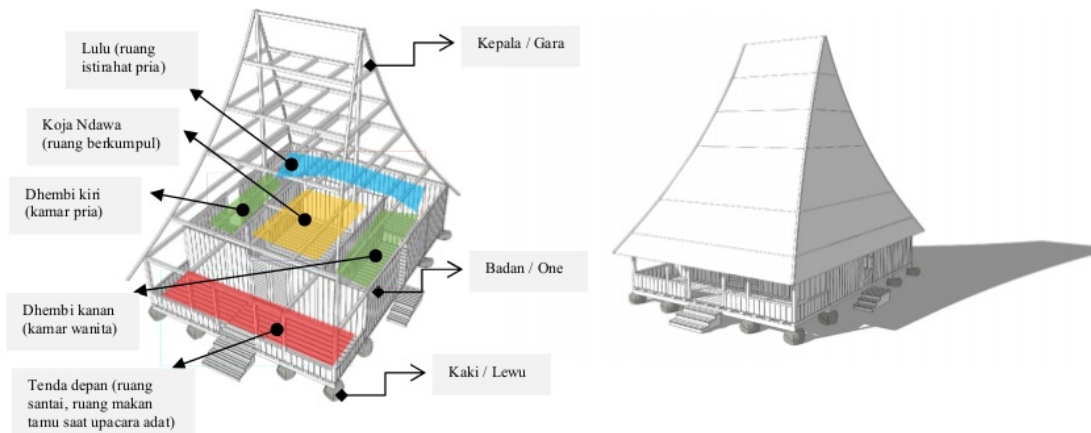 Lulu (ruang
istirahat pria)
Koja Ndawa
(ruang berkumpul)
Dhembi kiri
(kamar pria)
Dhembi kanan
(kamar wanita)
Tenda depan (ruang
santai, ruang makan
tamu saat upacara adat)
Kepala / Gara
Badan / One
Kaki / Lewu